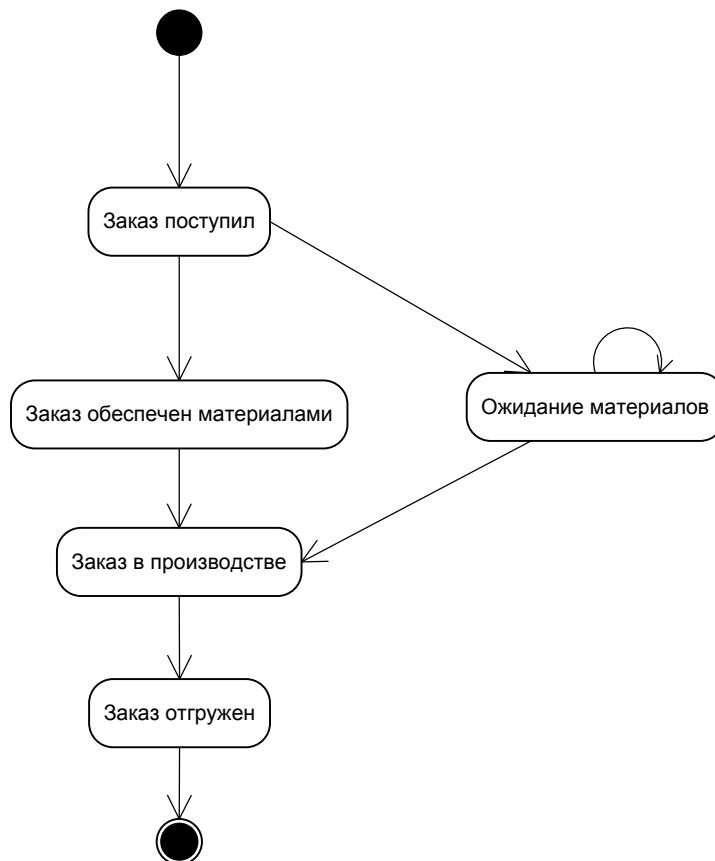 Заказ поступил
Заказ обеспечен материалами
Ожидание материалов
Заказ в производстве
Заказ отгружен